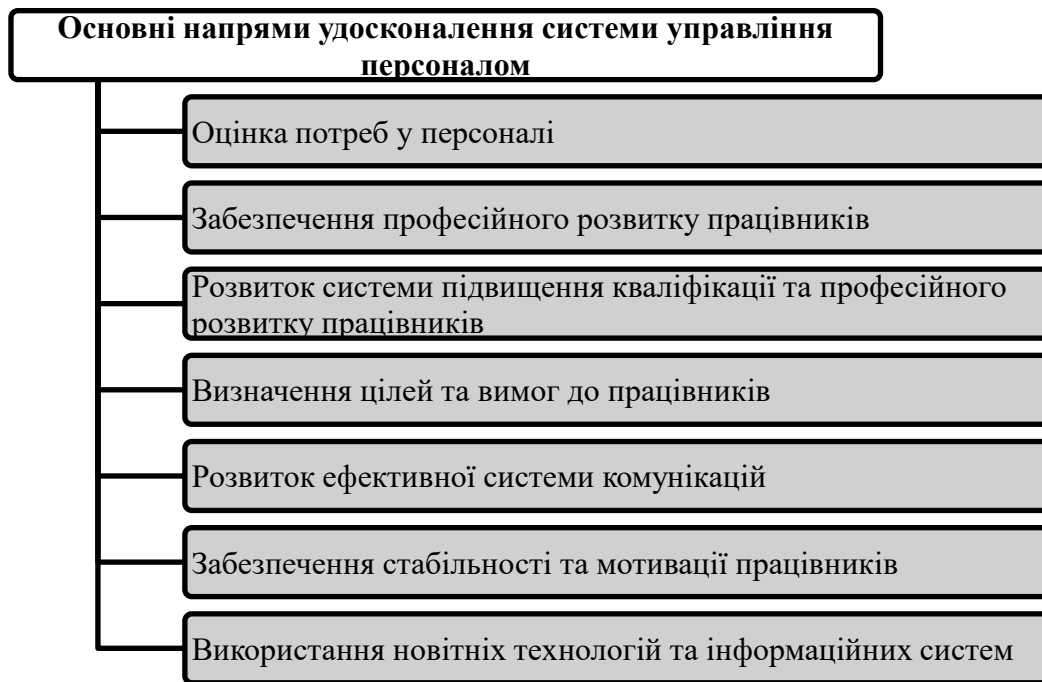 Основні напрями удосконалення системи управління
персоналом
Оцінка потреб у персоналі
Забезпечення професійного розвитку працівників
Розвиток системи підвищення кваліфікації та професійного
розвитку працівників
Визначення цілей та вимог до працівників
Розвиток ефективної системи комунікацій
Забезпечення стабільності та мотивації працівників
Використання новітніх технологій та інформаційних систем